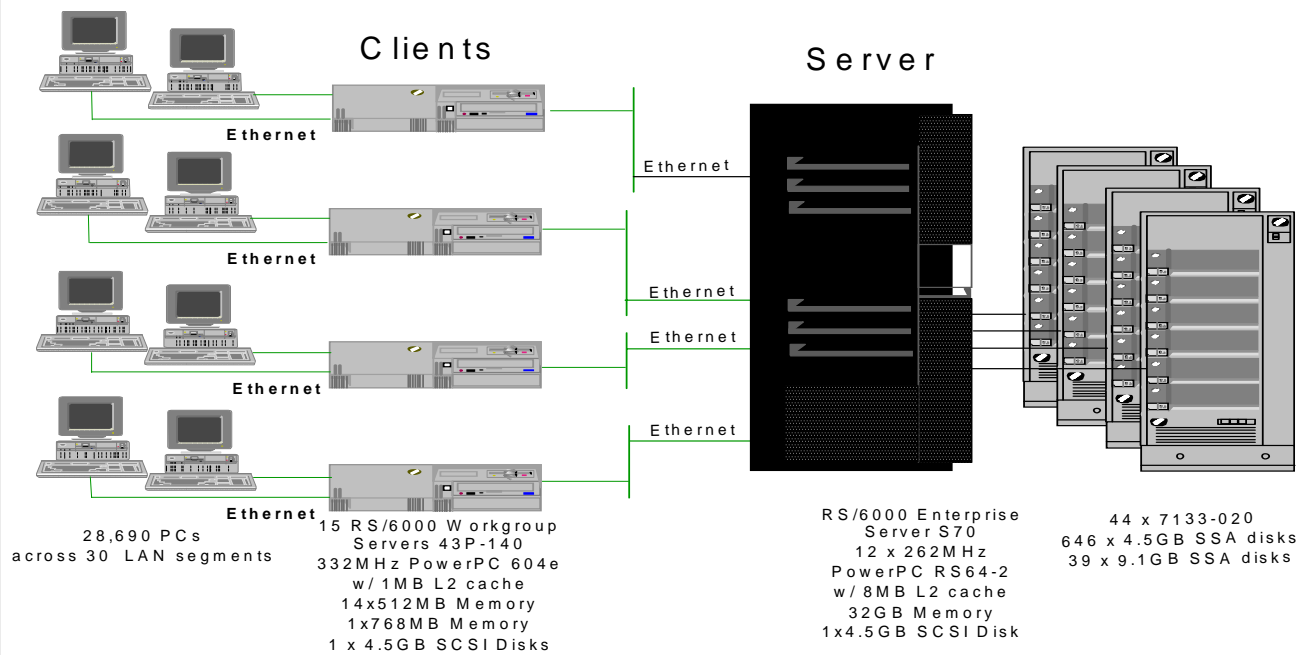 Clients
Server
Ethernet
Ethernet
Ethernet
Ethernet
Ethernet
Ethernet
Ethernet
Ethernet
28,690 PCs
across 30 LAN segments
15 RS/6000 Workgroup
Servers 43P-140
332MHz PowerPC 604e
w/ 1MB L2 cache
14x512MB Memory
1x768MB Memory
1 x 4.5GB SCSI Disks
RS/6000 Enterprise
Server S70
12 x 262MHz
PowerPC RS64-2
w/ 8MB L2 cache
32GB Memory
1x4.5GB SCSI Disk
44 x 7133-020
646 x 4.5GB SSA disks
39 x 9.1GB SSA disks